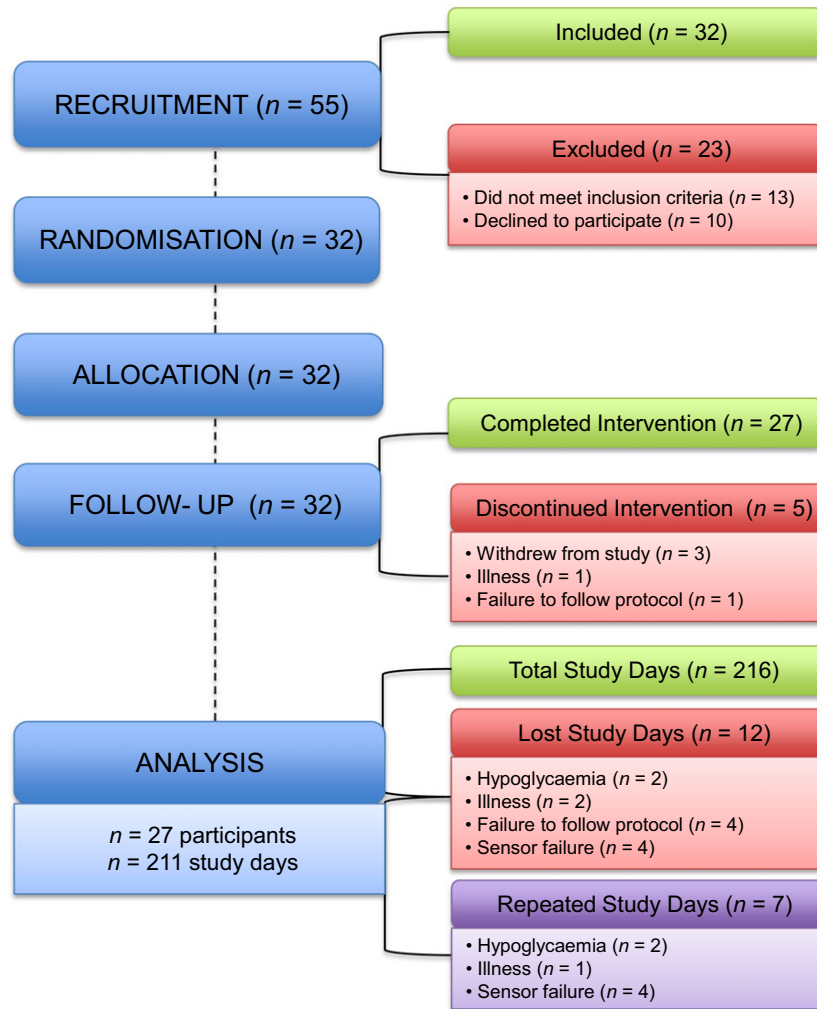 Included (n = 32)
RECRUITMENT (n = 55)
Excluded (n = 23)
• Did not meet inclusion criteria (n = 13)
• Declined to participate (n = 10)
RANDOMISATION (n = 32)
ALLOCATION (n = 32)
Completed Intervention (n = 27)
FOLLOW- UP (n = 32)
Discontinued Intervention (n = 5)
• Withdrew from study (n = 3)
• Illness (n = 1)
• Failure to follow protocol (n = 1)
Total Study Days (n = 216)
Lost Study Days (n = 12)
• Hypoglycaemia (n = 2)
• Illness (n = 2)
• Failure to follow protocol (n = 4)
• Sensor failure (n = 4)
ANALYSIS
n = 27 participants
n = 211 study days
Repeated Study Days (n = 7)
• Hypoglycaemia (n = 2)
• Illness (n = 1)
• Sensor failure (n = 4)